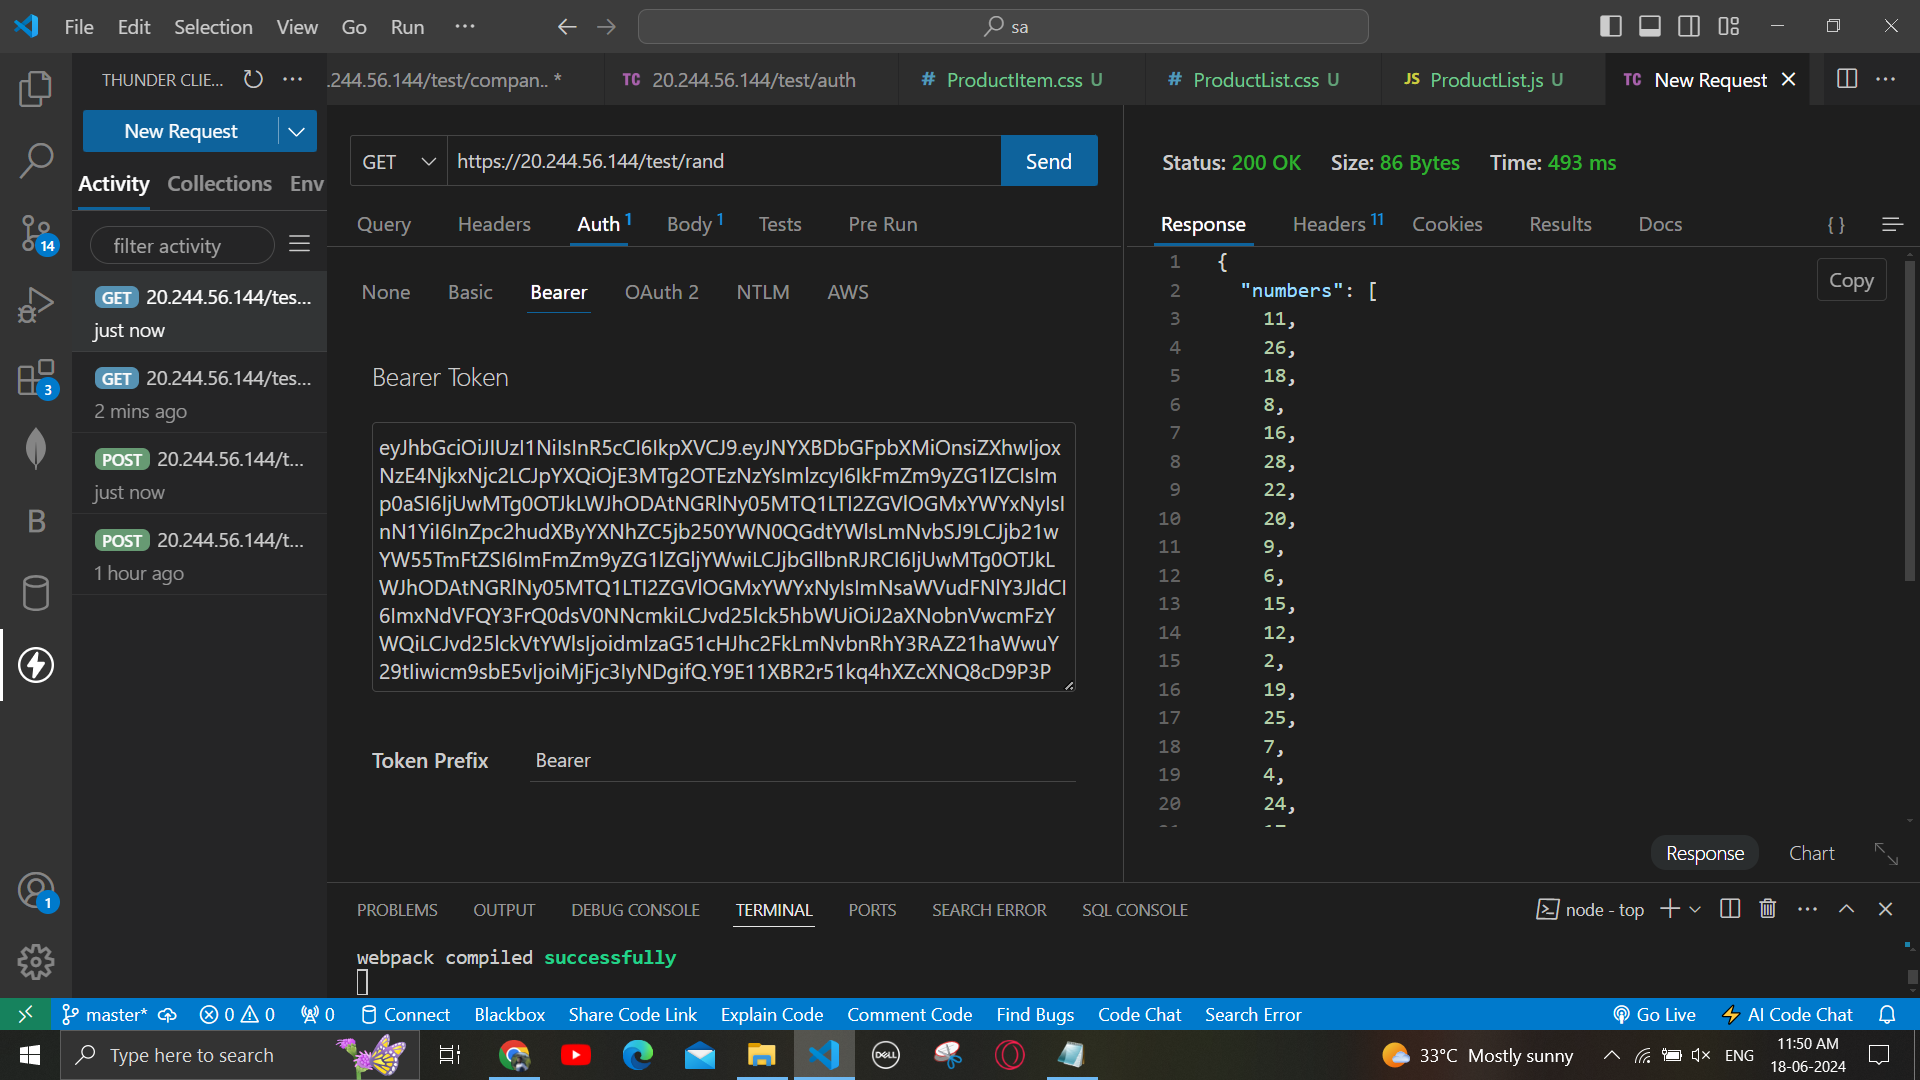 File Edit Selection View Go Run ··· sa
THUNDER CLIE... ···
.244.56.144/test/compan.. *
TC 20.244.56.144/test/auth
# ProductItem.css U
# ProductList.css U
JS ProductList.js U
TC New Request
···
New Request
Activity Collections Env
filter activity
GET 20.244.56.144/tes...
just now
GET 20.244.56.144/tes...
2 mins ago
POST 20.244.56.144/t...
just now
POST 20.244.56.144/t...
1 hour ago
14
3
B
1
GET https://20.244.56.144/test/rand Send
Query Headers Auth 1 Body 1 Tests Pre Run
None Basic Bearer OAuth 2 NTLM AWS
Bearer Token
Token Prefix Bearer
Status: 200 OK Size: 86 Bytes Time: 493 ms
Response Headers 11 Cookies Results Docs { }
Copy
1 {
2 "numbers": [
3 11,
4 26,
5 18,
6 8,
7 16,
8 28,
9 22,
10 20,
11 9,
12 6,
13 15,
14 12,
15 2,
16 19,
17 25,
18 7,
19 4,
20 24,
Response Chart
PROBLEMS OUTPUT DEBUG CONSOLE TERMINAL PORTS SEARCH ERROR SQL CONSOLE node - top ···
webpack compiled successfully
master* 0 0 0 Connect Blackbox Share Code Link Explain Code Comment Code Find Bugs Code Chat Search Error Go Live AI Code Chat
Type here to search
DELL
33°C Mostly sunny ENG
11:50 AM
18-06-2024